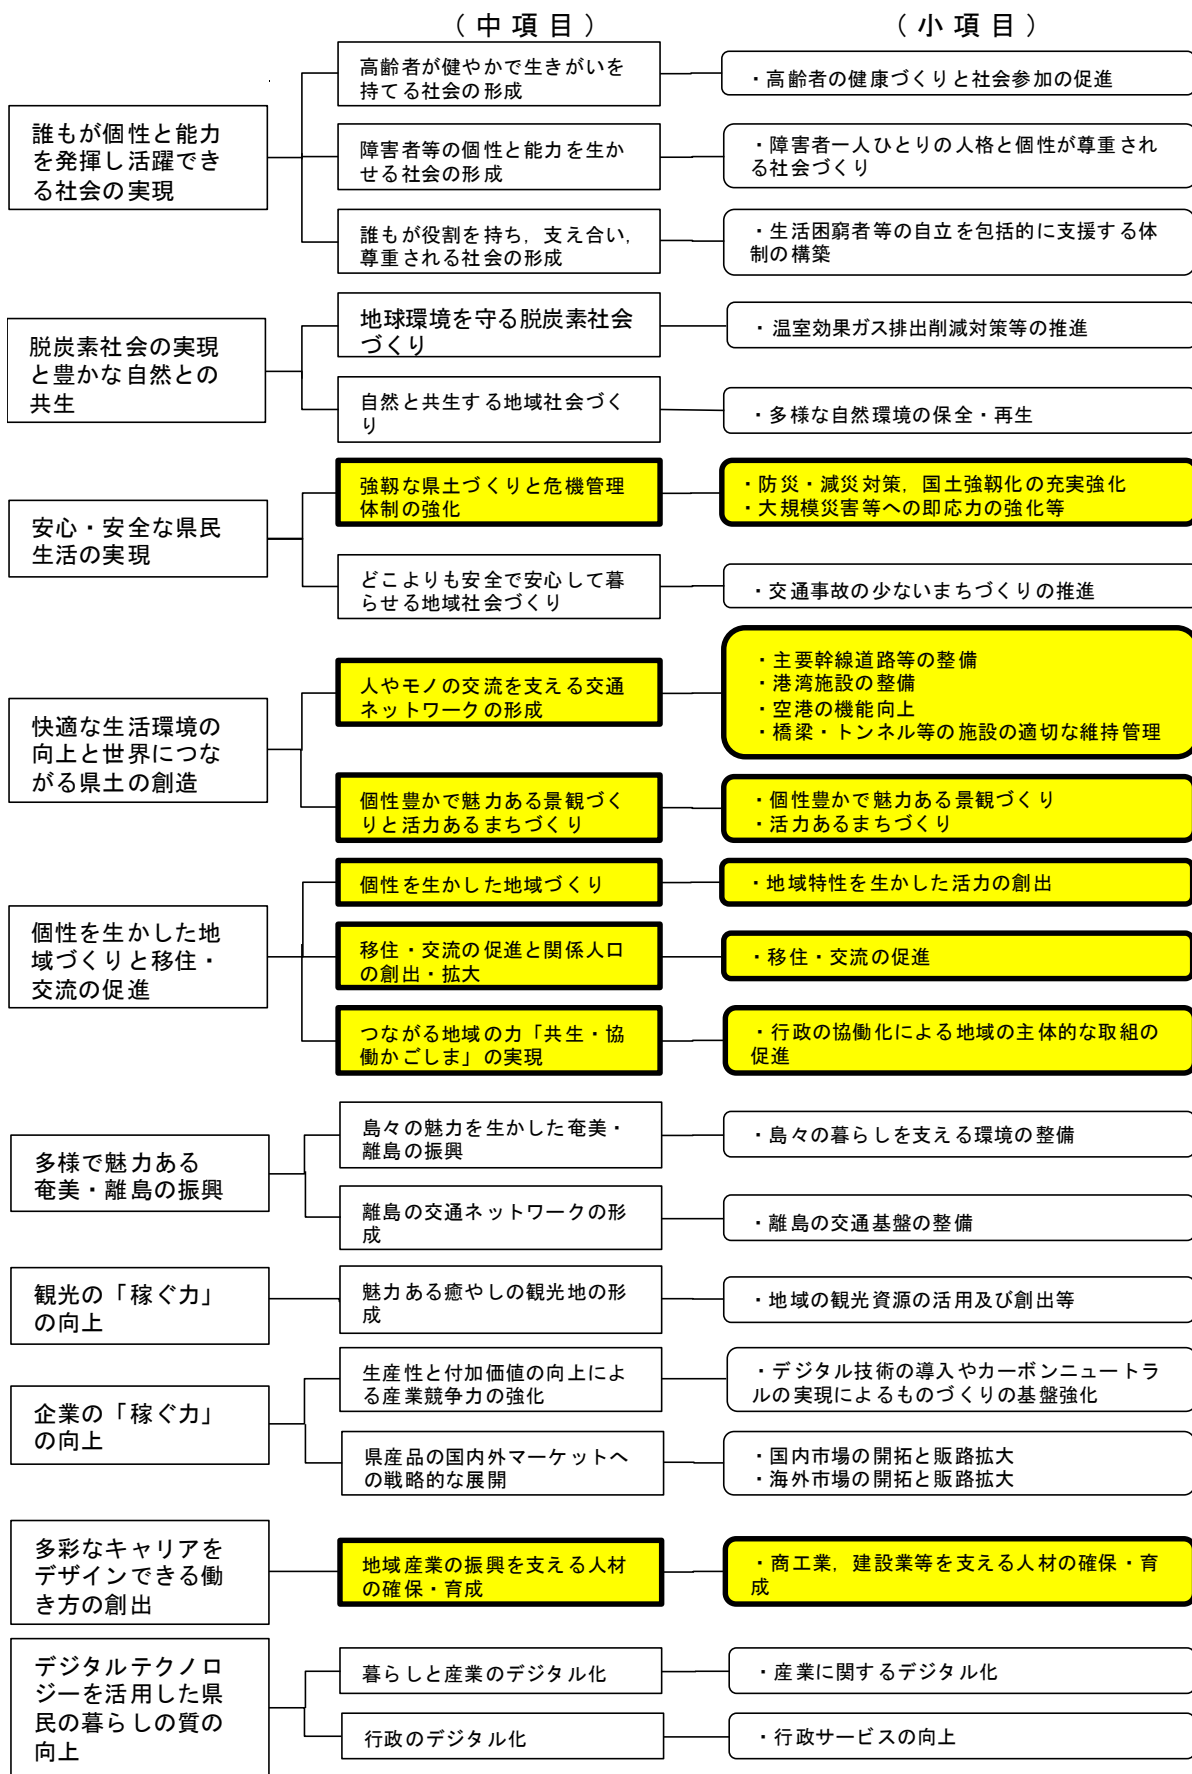 （中項目）
（小項目）
誰もが個性と能力
を発揮し活躍でき
る社会の実現
高齢者が健やかで生きがいを
持てる社会の形成
・高齢者の健康づくりと社会参加の促進
障害者等の個性と能力を生か
せる社会の形成
・障害者一人ひとりの人格と個性が尊重され
る社会づくり
誰もが役割を持ち，支え合い，
尊重される社会の形成
・生活困窮者等の自立を包括的に支援する体
制の構築
脱炭素社会の実現
と豊かな自然との
共生
地球環境を守る脱炭素社会
づくり
・温室効果ガス排出削減対策等の推進
自然と共生する地域社会づく
り
・多様な自然環境の保全・再生
安心・安全な県民
生活の実現
強靱な県土づくりと危機管理
体制の強化
・防災・減災対策，国土強靱化の充実強化
・大規模災害等への即応力の強化等
どこよりも安全で安心して暮
らせる地域社会づくり
・交通事故の少ないまちづくりの推進
快適な生活環境の
向上と世界につな
がる県土の創造
人やモノの交流を支える交通
ネットワークの形成
・主要幹線道路等の整備
・港湾施設の整備
・空港の機能向上
・橋梁・トンネル等の施設の適切な維持管理
個性豊かで魅力ある景観づく
りと活力あるまちづくり
・個性豊かで魅力ある景観づくり
・活力あるまちづくり
個性を生かした地
域づくりと移住・
交流の促進
個性を生かした地域づくり
・地域特性を生かした活力の創出
移住・交流の促進と関係人口
の創出・拡大
・移住・交流の促進
つながる地域の力「共生・協
働かごしま」の実現
・行政の協働化による地域の主体的な取組の
促進
多様で魅力ある
奄美・離島の振興
島々の魅力を生かした奄美・
離島の振興
・島々の暮らしを支える環境の整備
離島の交通ネットワークの形
成
・離島の交通基盤の整備
観光の「稼ぐ力」
の向上
魅力ある癒やしの観光地の形
成
・地域の観光資源の活用及び創出等
企業の「稼ぐ力」
の向上
生産性と付加価値の向上によ
る産業競争力の強化
・デジタル技術の導入やカーボンニュートラ
ルの実現によるものづくりの基盤強化
県産品の国内外マーケットへ
の戦略的な展開
・国内市場の開拓と販路拡大
・海外市場の開拓と販路拡大
多彩なキャリアを
デザインできる働
き方の創出
地域産業の振興を支える人材
の確保・育成
・商工業，建設業等を支える人材の確保・育
成
デジタルテクノロ
ジーを活用した県
民の暮らしの質の
向上
暮らしと産業のデジタル化
・産業に関するデジタル化
行政のデジタル化
・行政サービスの向上